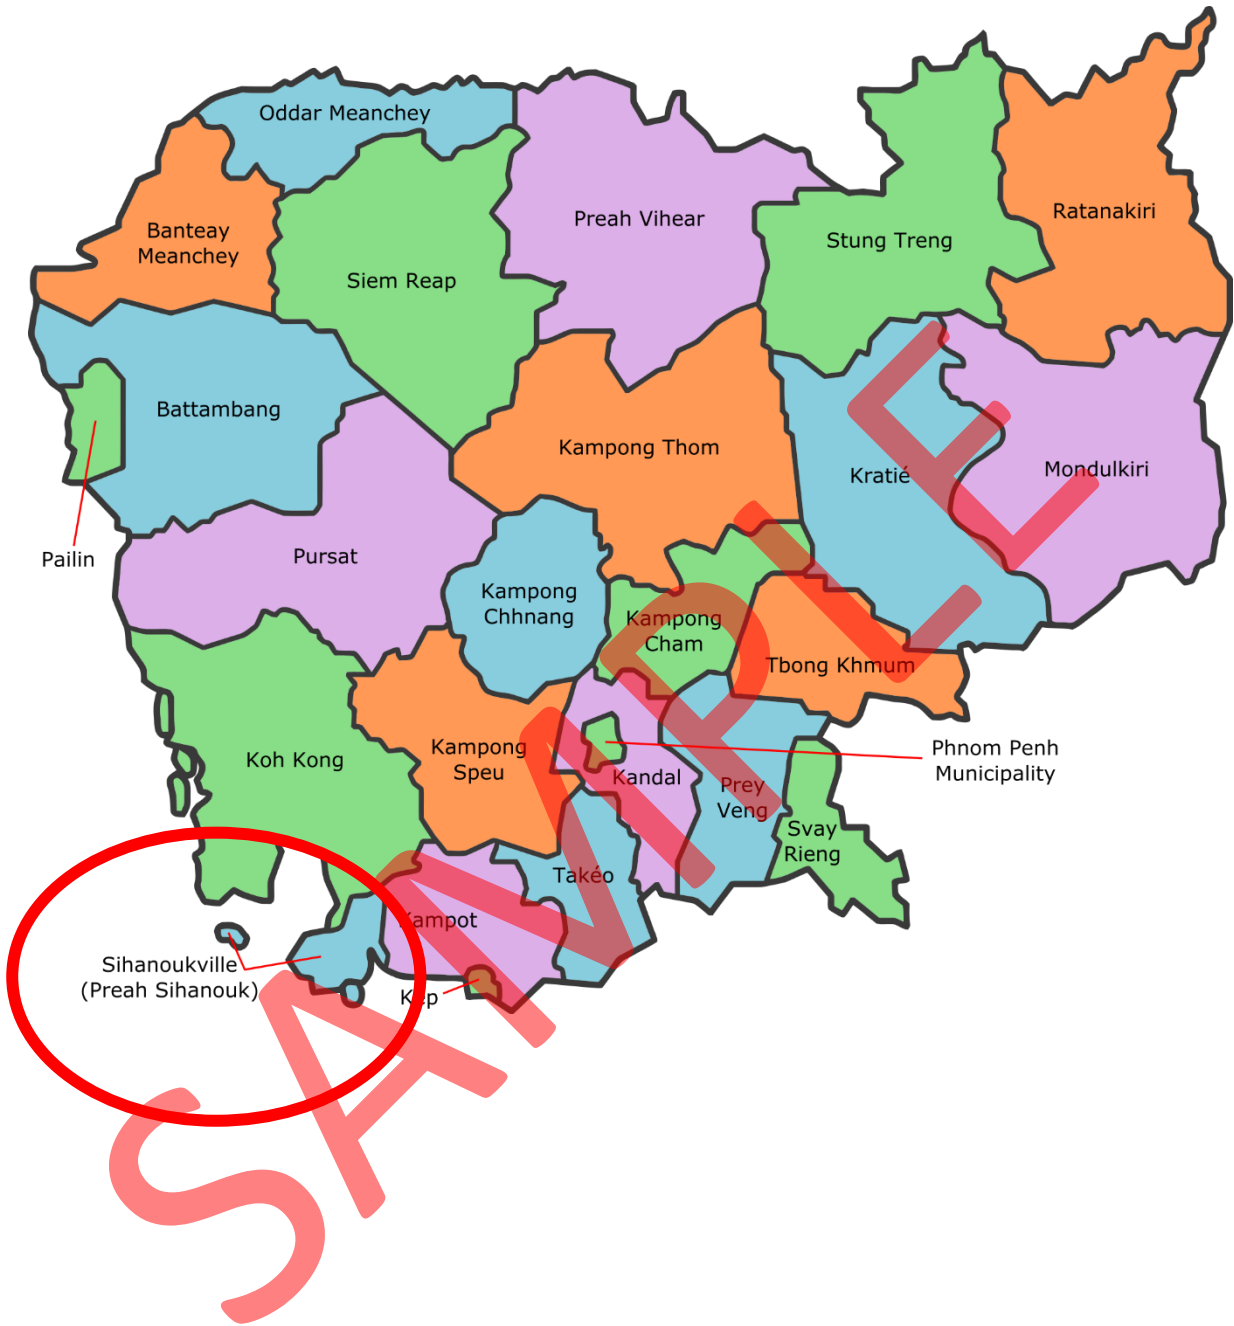 Oddar Meanchey
Banteay
Meanchey
Siem Reap
Preah Vihear
Stung Treng
Ratanakiri
Battambang
Kampong Thom
Kratié
Mondulkiri
Pailin
Pursat
Kampong
Chhnang
Kampong
Cham
Tbong Khmum
Koh Kong
Kampong
Speu
Kandal
Phnom Penh
Municipality
Prey
Veng
Svay
Rieng
Takéo
Kampot
Sihanoukville
(Preah Sihanouk)
Kep
SAMPLE